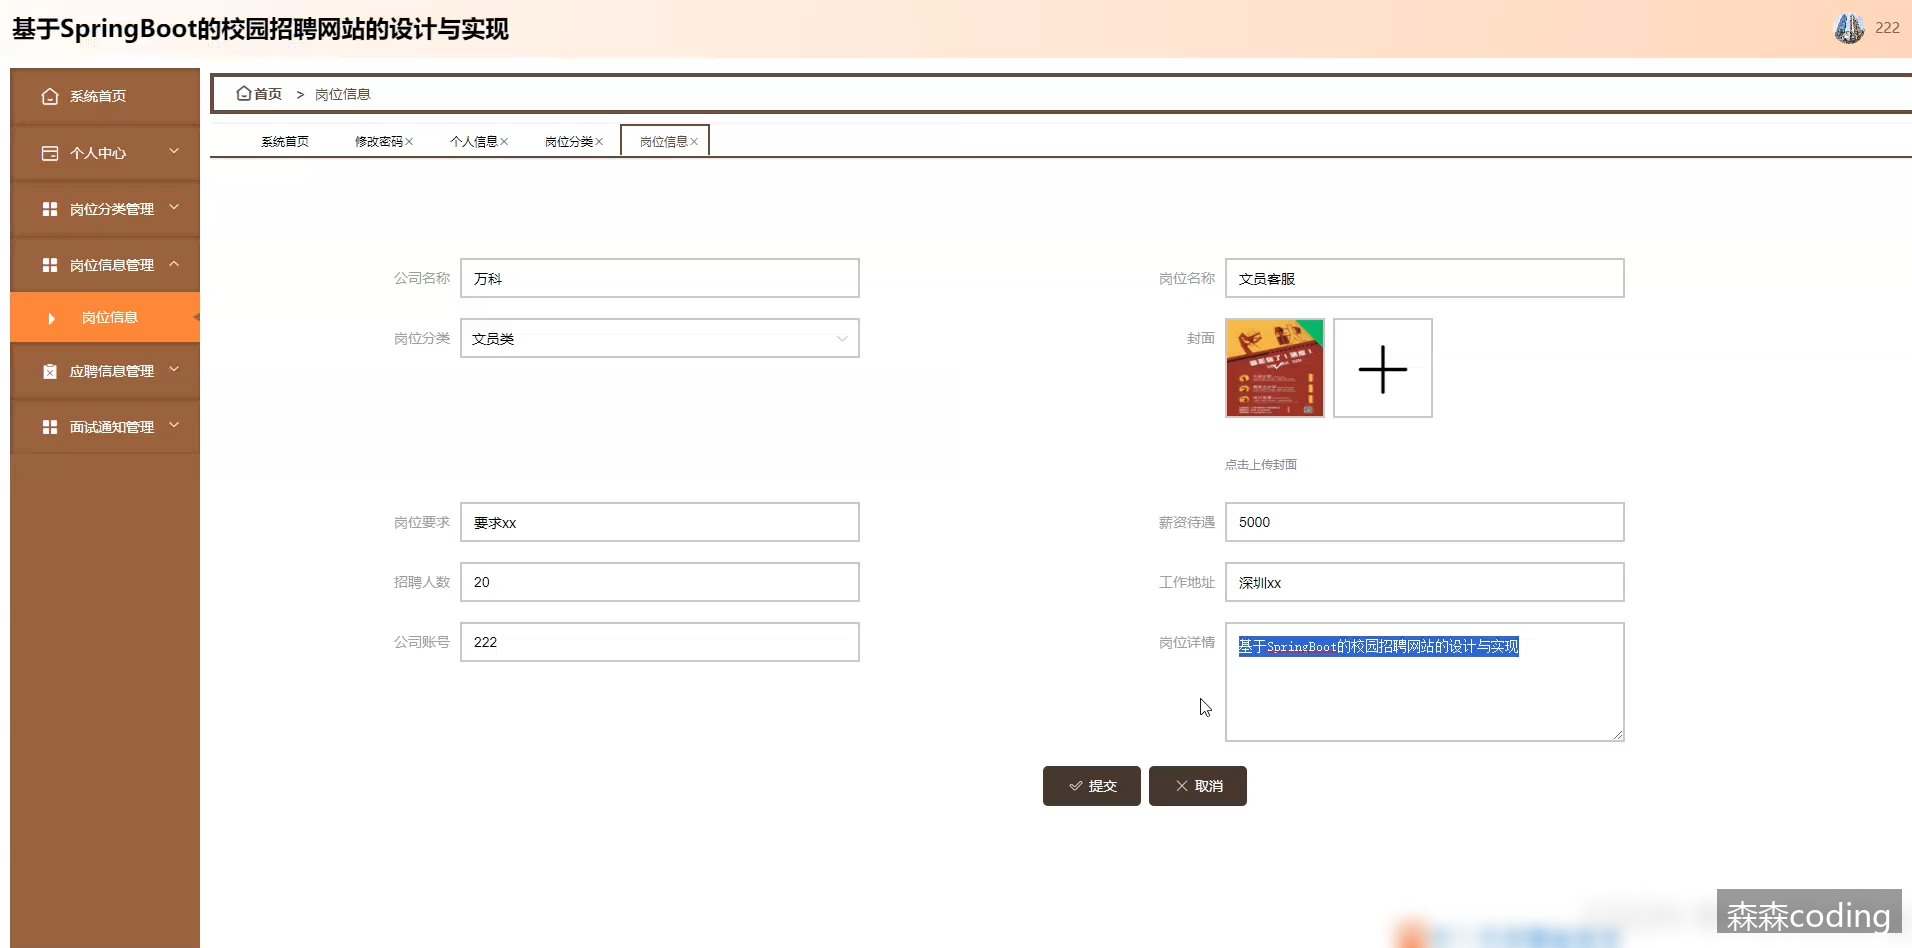 基于SpringBoot的校园招聘网站的设计与实现
222
系统首页
个人中心
岗位分类管理
岗位信息管理
岗位信息
应聘信息管理
面试通知管理
首页 > 岗位信息
系统首页 修改密码 个人信息 岗位分类 岗位信息
公司名称 万科
岗位名称 文员客服
岗位分类 文员类
封面
点击上传封面
岗位要求 要求xx
薪资待遇 5000
招聘人数 20
工作地址 深圳xx
公司账号 222
岗位详情 基于SpringBoot的校园招聘网站的设计与实现
提交 取消
森森coding